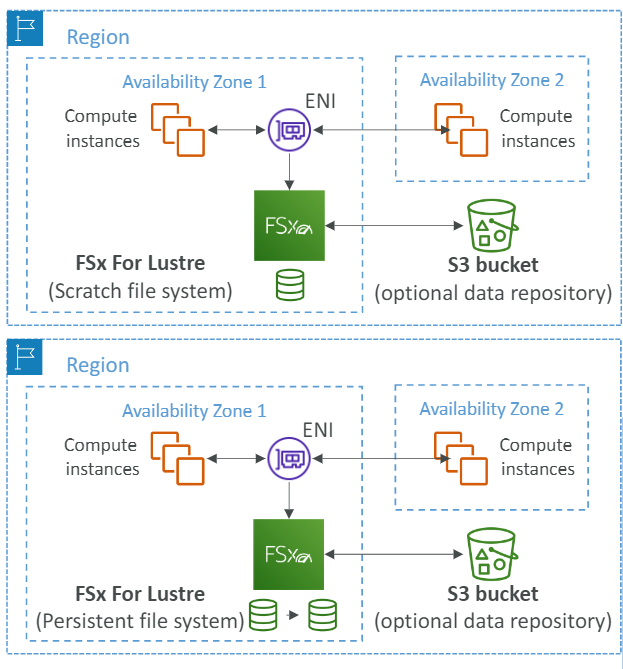 Region
Availability Zone 1
Availability Zone 2
ENI
Compute
instances
Compute
instances
FSx
FSx For Lustre
(Scratch file system)
S3 bucket
(optional data repository)
Region
Availability Zone 1
Availability Zone 2
ENI
Compute
instances
Compute
instances
FSx
FSx For Lustre
(Persistent file system)
S3 bucket
(optional data repository)